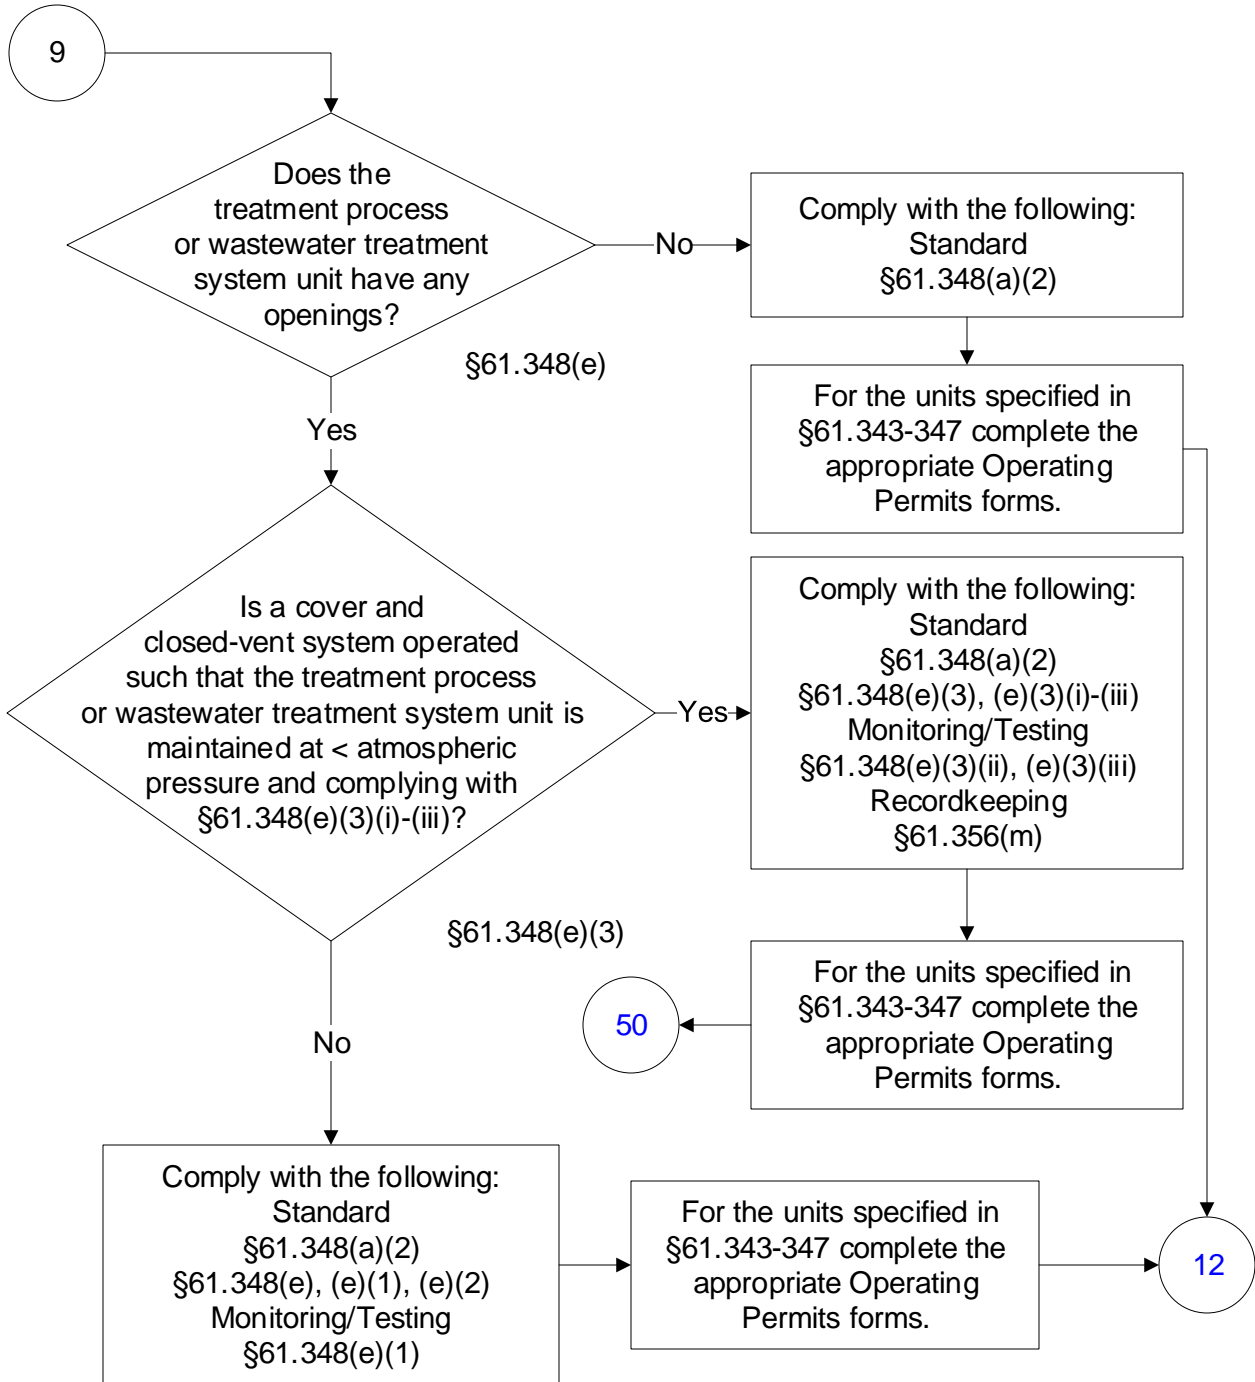 9
Does the
treatment process
or wastewater treatment
system unit have any
openings?
§61.348(e)
No
Comply with the following:
Standard
§61.348(a)(2)
For the units specified in
§61.343-347 complete the
appropriate Operating
Permits forms.
Yes
Is a cover and
closed-vent system operated
such that the treatment process
or wastewater treatment system unit is
maintained at < atmospheric
pressure and complying with
§61.348(e)(3)(i)-(iii)?
§61.348(e)(3)
Yes
Comply with the following:
Standard
§61.348(a)(2)
§61.348(e)(3), (e)(3)(i)-(iii)
Monitoring/Testing
§61.348(e)(3)(ii), (e)(3)(iii)
Recordkeeping
§61.356(m)
For the units specified in
§61.343-347 complete the
appropriate Operating
Permits forms.
50
No
Comply with the following:
Standard
§61.348(a)(2)
§61.348(e), (e)(1), (e)(2)
Monitoring/Testing
§61.348(e)(1)
For the units specified in
§61.343-347 complete the
appropriate Operating
Permits forms.
12